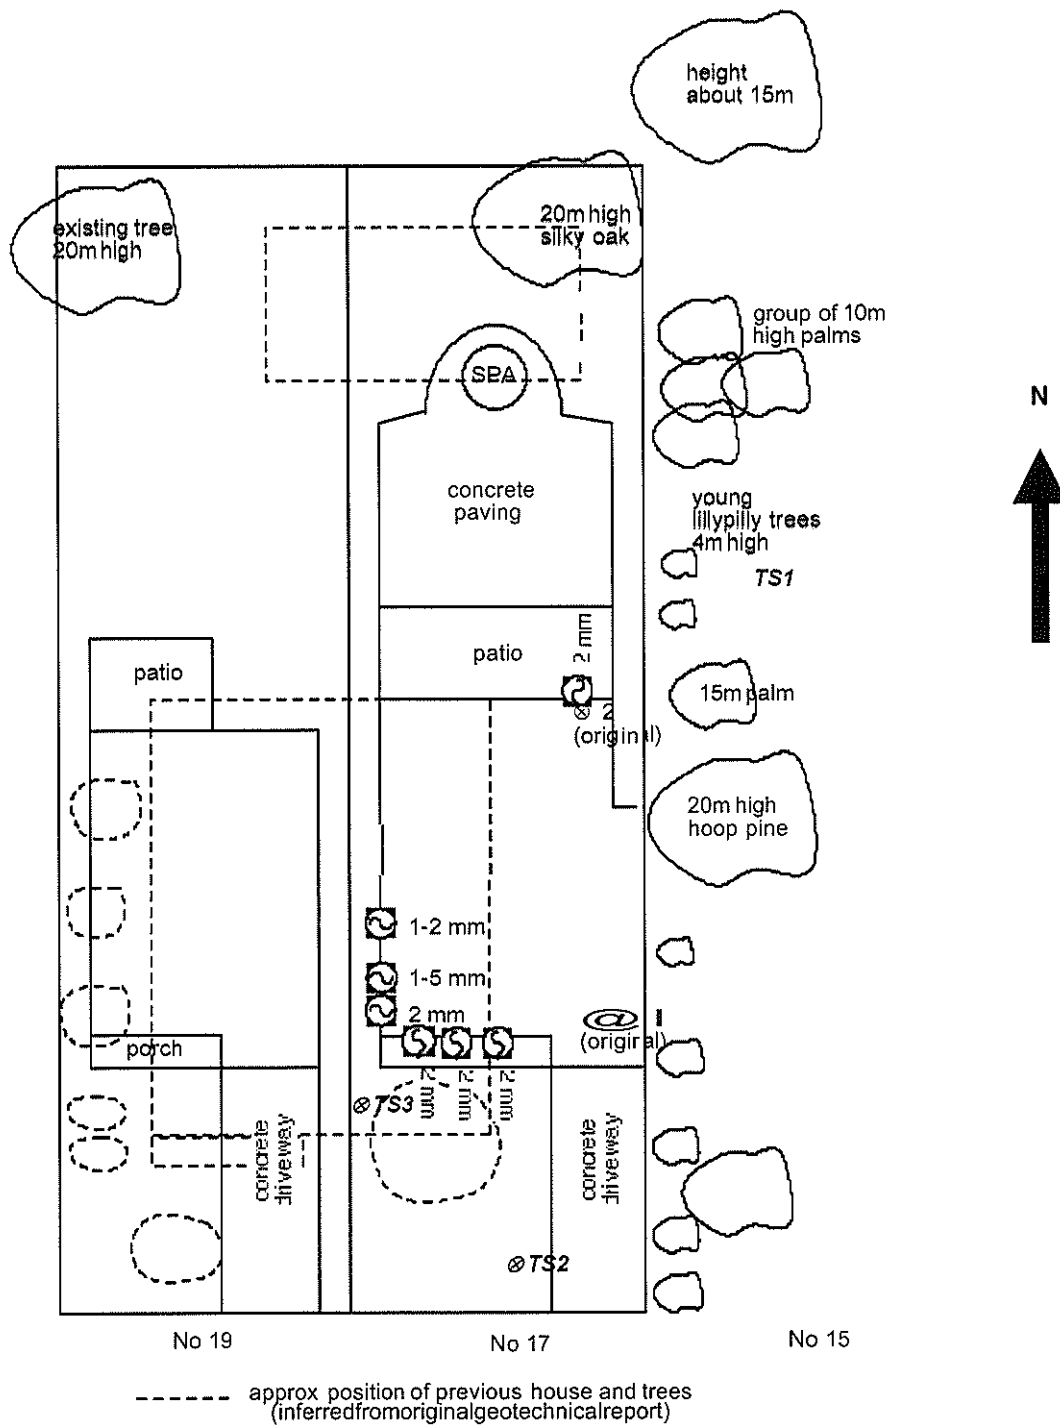 height
about 15m
existing tree
20m high
20m high
silky oak
group of 10m
high palms
SPA
N
concrete
paving
young
lillypilly trees
4m high
TS1
2 mm
patio
patio
15m palm
2
(original)
20m high
hoop pine
1-2 mm
1-5 mm
2 mm
@ 1
(original)
porch
2 mm
2 mm
2 mm
TS3
concrete
driveway
concrete
driveway
TS2
No 19
No 17
No 15
approx position of previous house and trees
(inferredfromoriginalgeotechnicalreport)